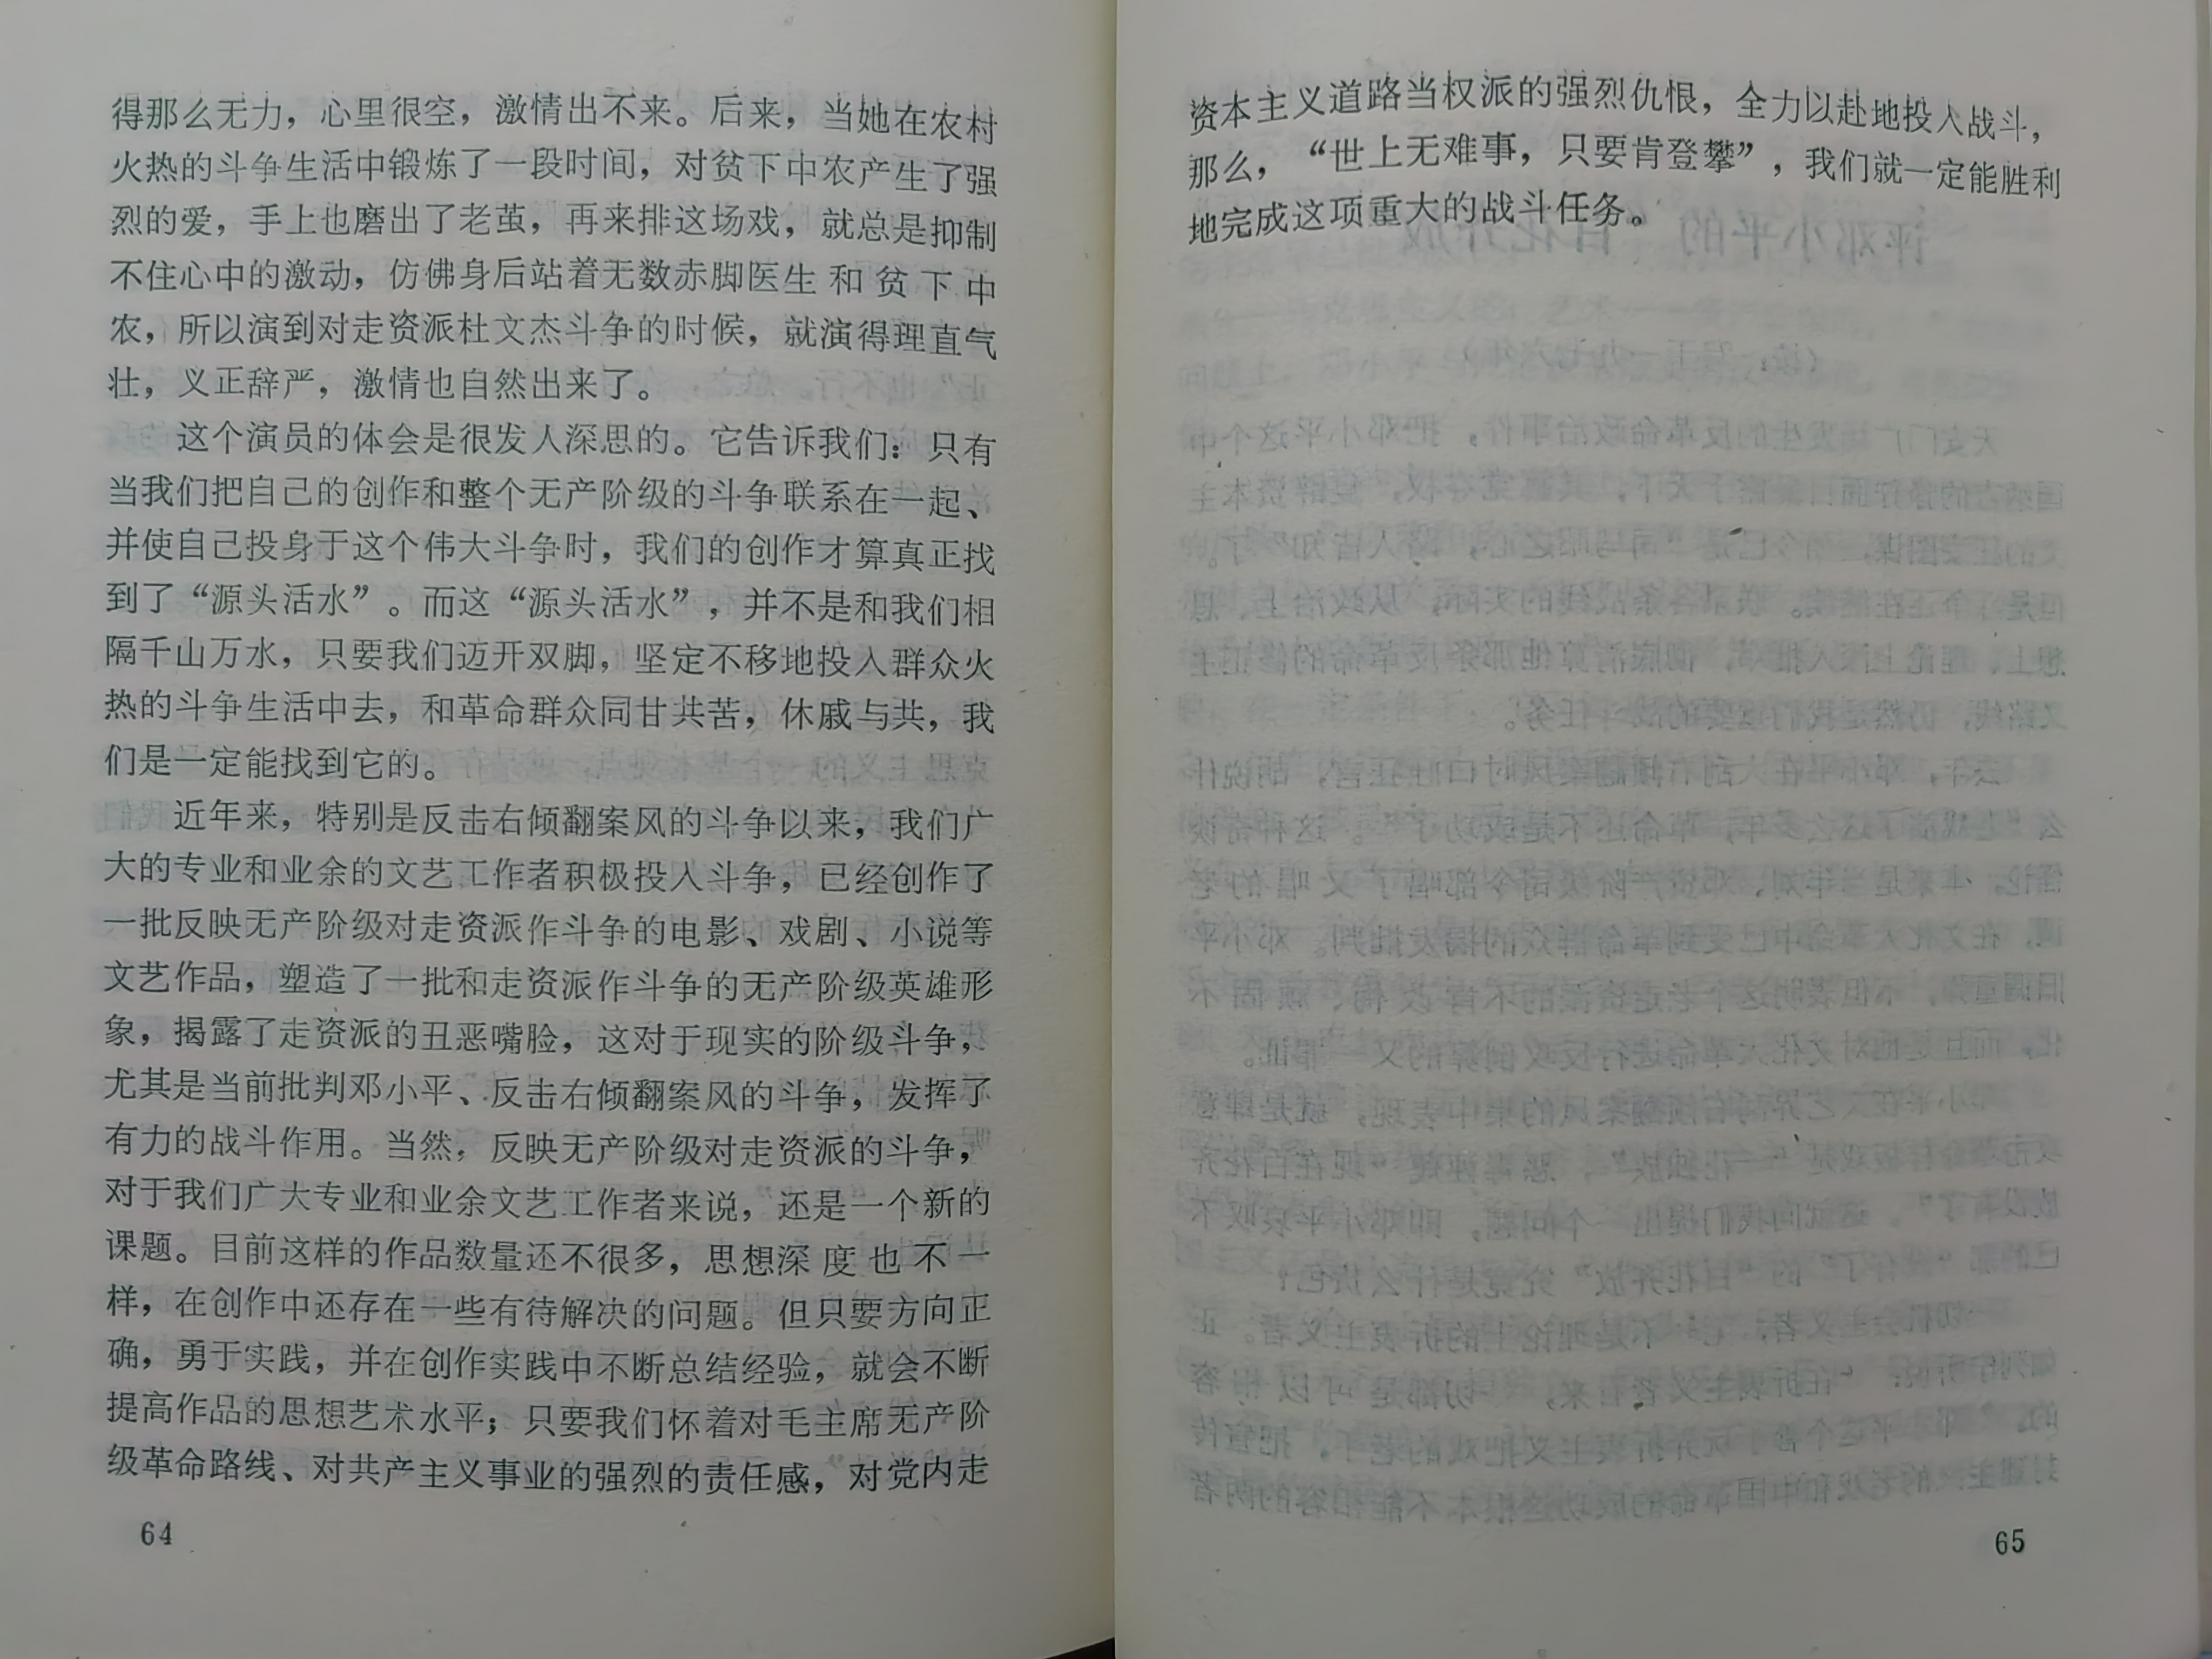 得那么无力，心里很空，激情出不来。后来，当她在农村
火热的斗争生活中锻炼了一段时间，对贫下中农产生了强
烈的爱，手上也磨出了老茧，再来排这场戏，就总是抑制
不住心中的激动，仿佛身后站着无数赤脚医生和贫下中
农，所以演到对走资派杜文杰斗争的时候，就演得理直气
壮，义正辞严，激情也自然出来了。
这个演员的体会是很发人深思的。它告诉我们：只有
当我们把自己的创作和整个无产阶级的斗争联系在一起、
并使自己投身于这个伟大斗争时，我们的创作才算真正找
到了“源头活水”。而这“源头活水”，并不是和我们相
隔千山万水，只要我们迈开双脚，坚定不移地投入群众火
热的斗争生活中去，和革命群众同甘共苦，休戚与共，我
们是一定能找到它的。
近年来，特别是反击右倾翻案风的斗争以来，我们广
大的专业和业余的文艺工作者积极投入斗争，已经创作了
一批反映无产阶级对走资派作斗争的电影、戏剧、小说等
文艺作品，塑造了一批和走资派作斗争的无产阶级英雄形
象，揭露了走资派的丑恶嘴脸，这对于现实的阶级斗争，
尤其是当前批判邓小平、反击右倾翻案风的斗争，发挥了
有力的战斗作用。当然，反映无产阶级对走资派的斗争，
对于我们广大专业和业余文艺工作者来说，还是一个新的
课题。目前这样的作品数量还不很多，思想深度也不一
样，在创作中还存在一些有待解决的问题。但只要方向正
确，勇于实践，并在创作实践中不断总结经验，就会不断
提高作品的思想艺术水平；只要我们怀着对毛主席无产阶
级革命路线、对共产主义事业的强烈的责任感，对党内走
64
资本主义道路当权派的强烈仇恨，全力以赴地投入战斗，
那么，“世上无难事，只要肯登攀”，我们就一定能胜利
地完成这项重大的战斗任务。
65